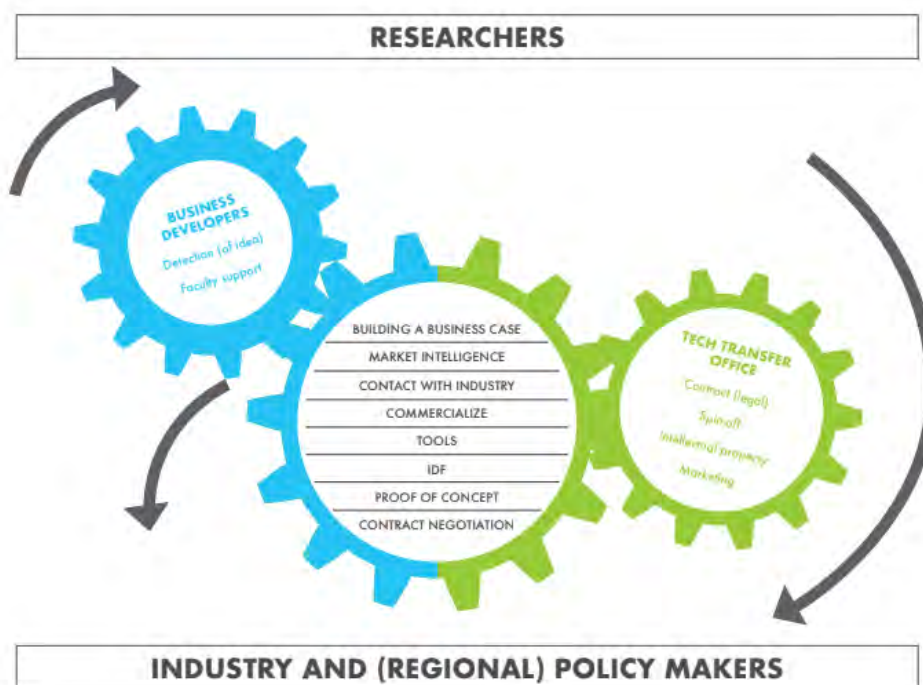 RESEARCHERS
BUSINESS
DEVELOPERS
Detection (of idea)
Faculty support
BUILDING A BUSINESS CASE
MARKET INTELLIGENCE
CONTACT WITH INDUSTRY
COMMERCIALIZE
TOOLS
IDF
PROOF OF CONCEPT
CONTRACT NEGOTIATION
TECH TRANSFER
OFFICE
Contract (legal)
Spin-off
Intellectual property
Marketing
INDUSTRY AND (REGIONAL) POLICY MAKERS